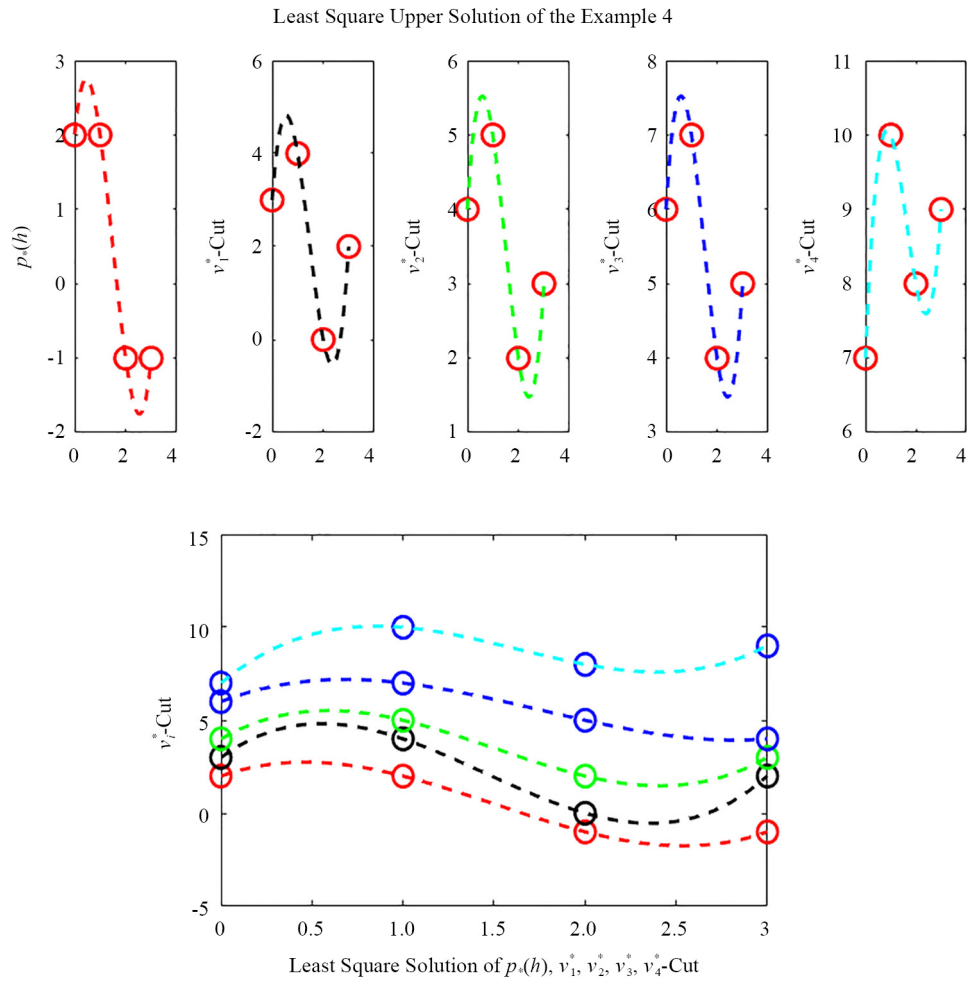 Least Square Upper Solution of the Example 4
3 6 6 8 11
2 4 5 7 10
1 2 4 6 9
0 0 3 5 8
-1 2 4 7
-2 -2 1 3 6
p*(h) v*1-Cut v*2-Cut v*3-Cut v*4-Cut
0 2 4 0 2 4 0 2 4 0 2 4 0 2 4
15
10
5
0
-5
v*i-Cut
0 0.5 1.0 1.5 2.0 2.5 3
Least Square Solution of p*(h), v*1, v*2, v*3, v*4-Cut